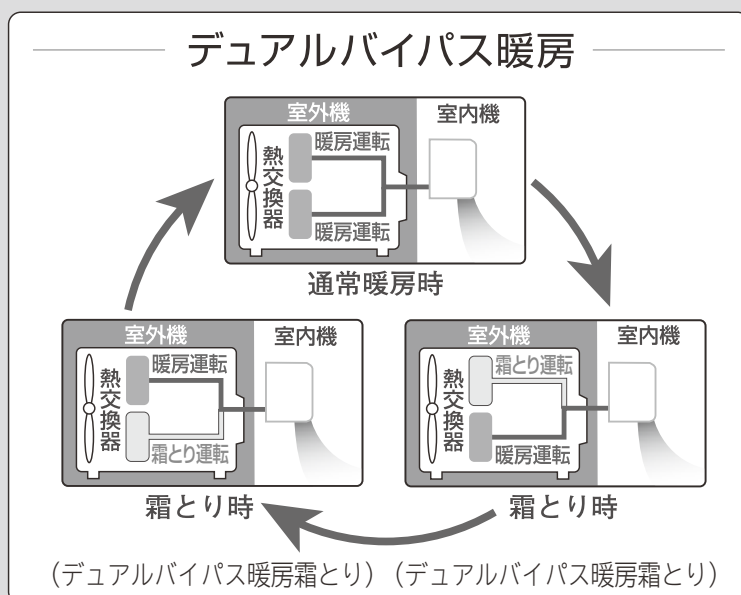 デュアルバイパス暖房
室外機
室内機
暖房運転
熱交換器
暖房運転
通常暖房時
室外機
室内機
暖房運転
熱交換器
霜とり運転
霜とり時
(デュアルバイパス暖房霜とり)
室外機
室内機
霜とり運転
熱交換器
暖房運転
霜とり時
(デュアルバイパス暖房霜とり)